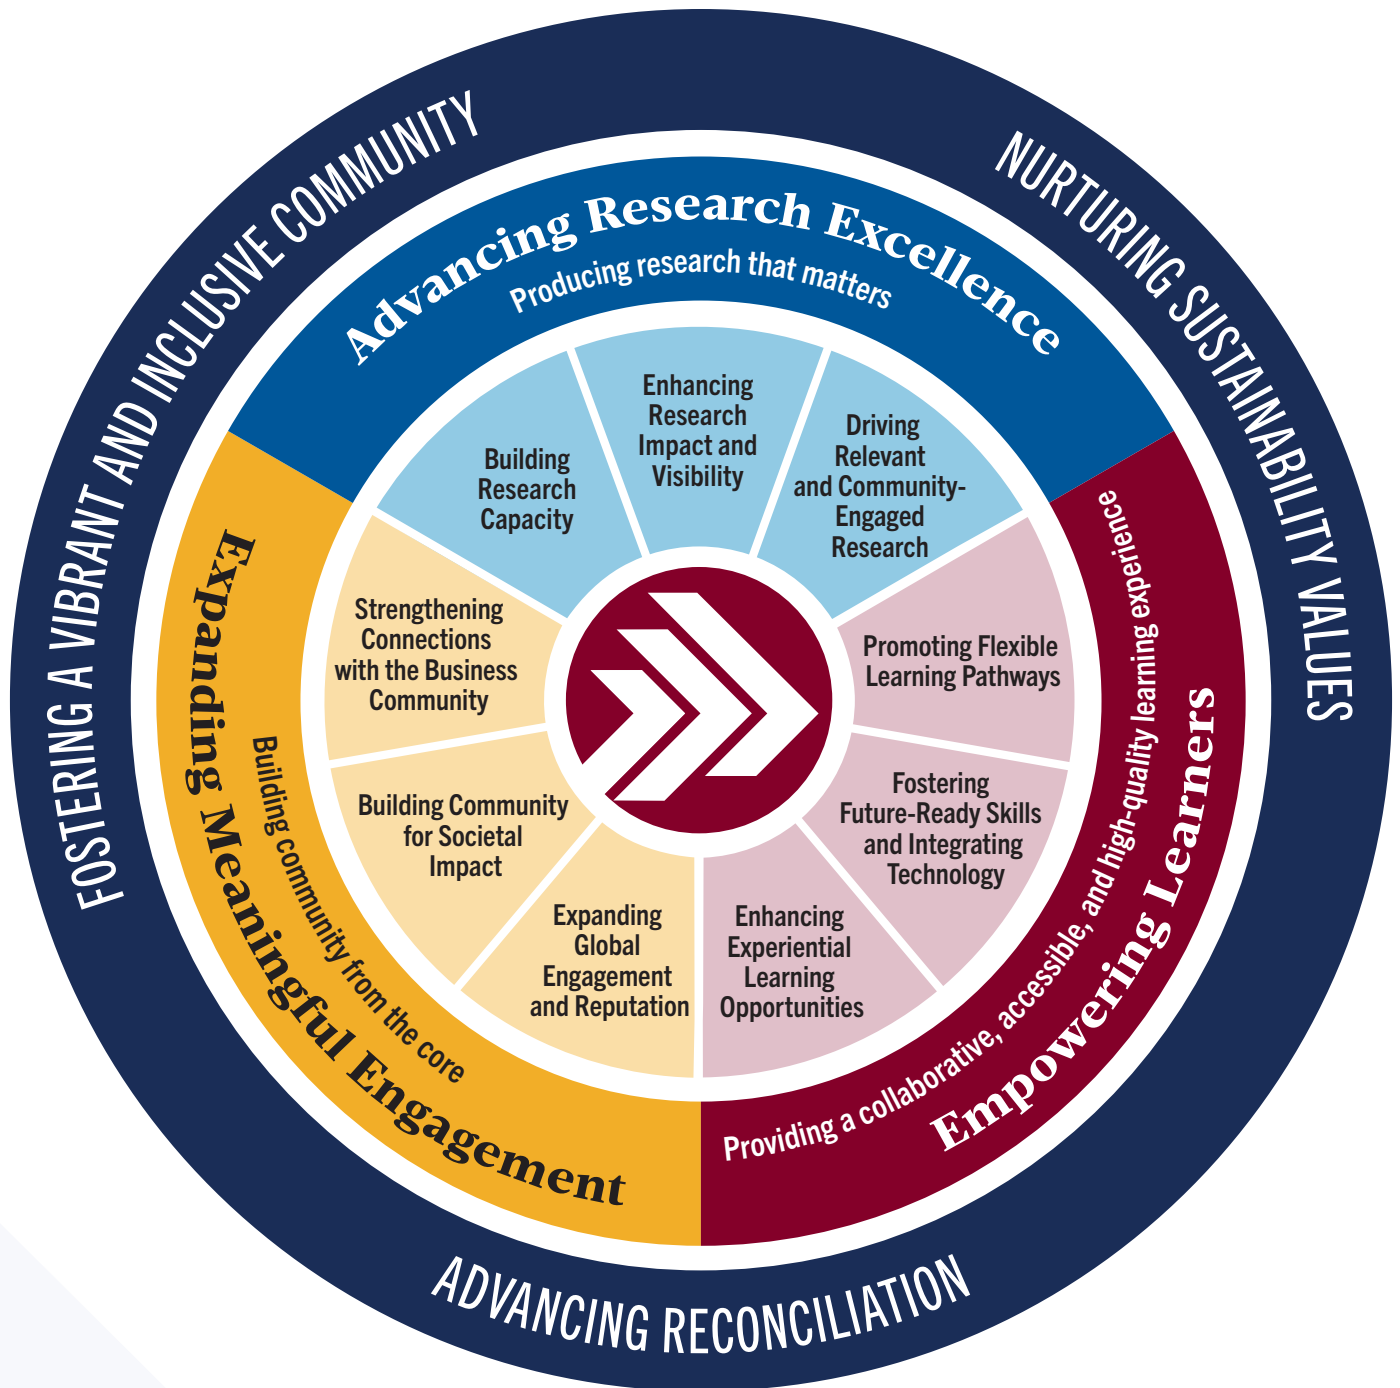 FOSTERING A VIBRANT AND INCLUSIVE COMMUNITY
NURTURING SUSTAINABILITY VALUES
ADVANCING RECONCILIATION
Advancing Research Excellence
Producing research that matters
Building
Research
Capacity
Enhancing
Research
Impact and
Visibility
Driving
Relevant
and Community-
Engaged
Research
Empowering Learners
Providing a collaborative, accessible, and high-quality learning experience
Promoting Flexible
Learning Pathways
Fostering
Future-Ready Skills
and Integrating
Technology
Enhancing
Experiential
Learning
Opportunities
Expanding Meaningful Engagement
Building community from the core
Expanding
Global
Engagement
and Reputation
Building Community
for Societal
Impact
Strengthening
Connections
with the Business
Community